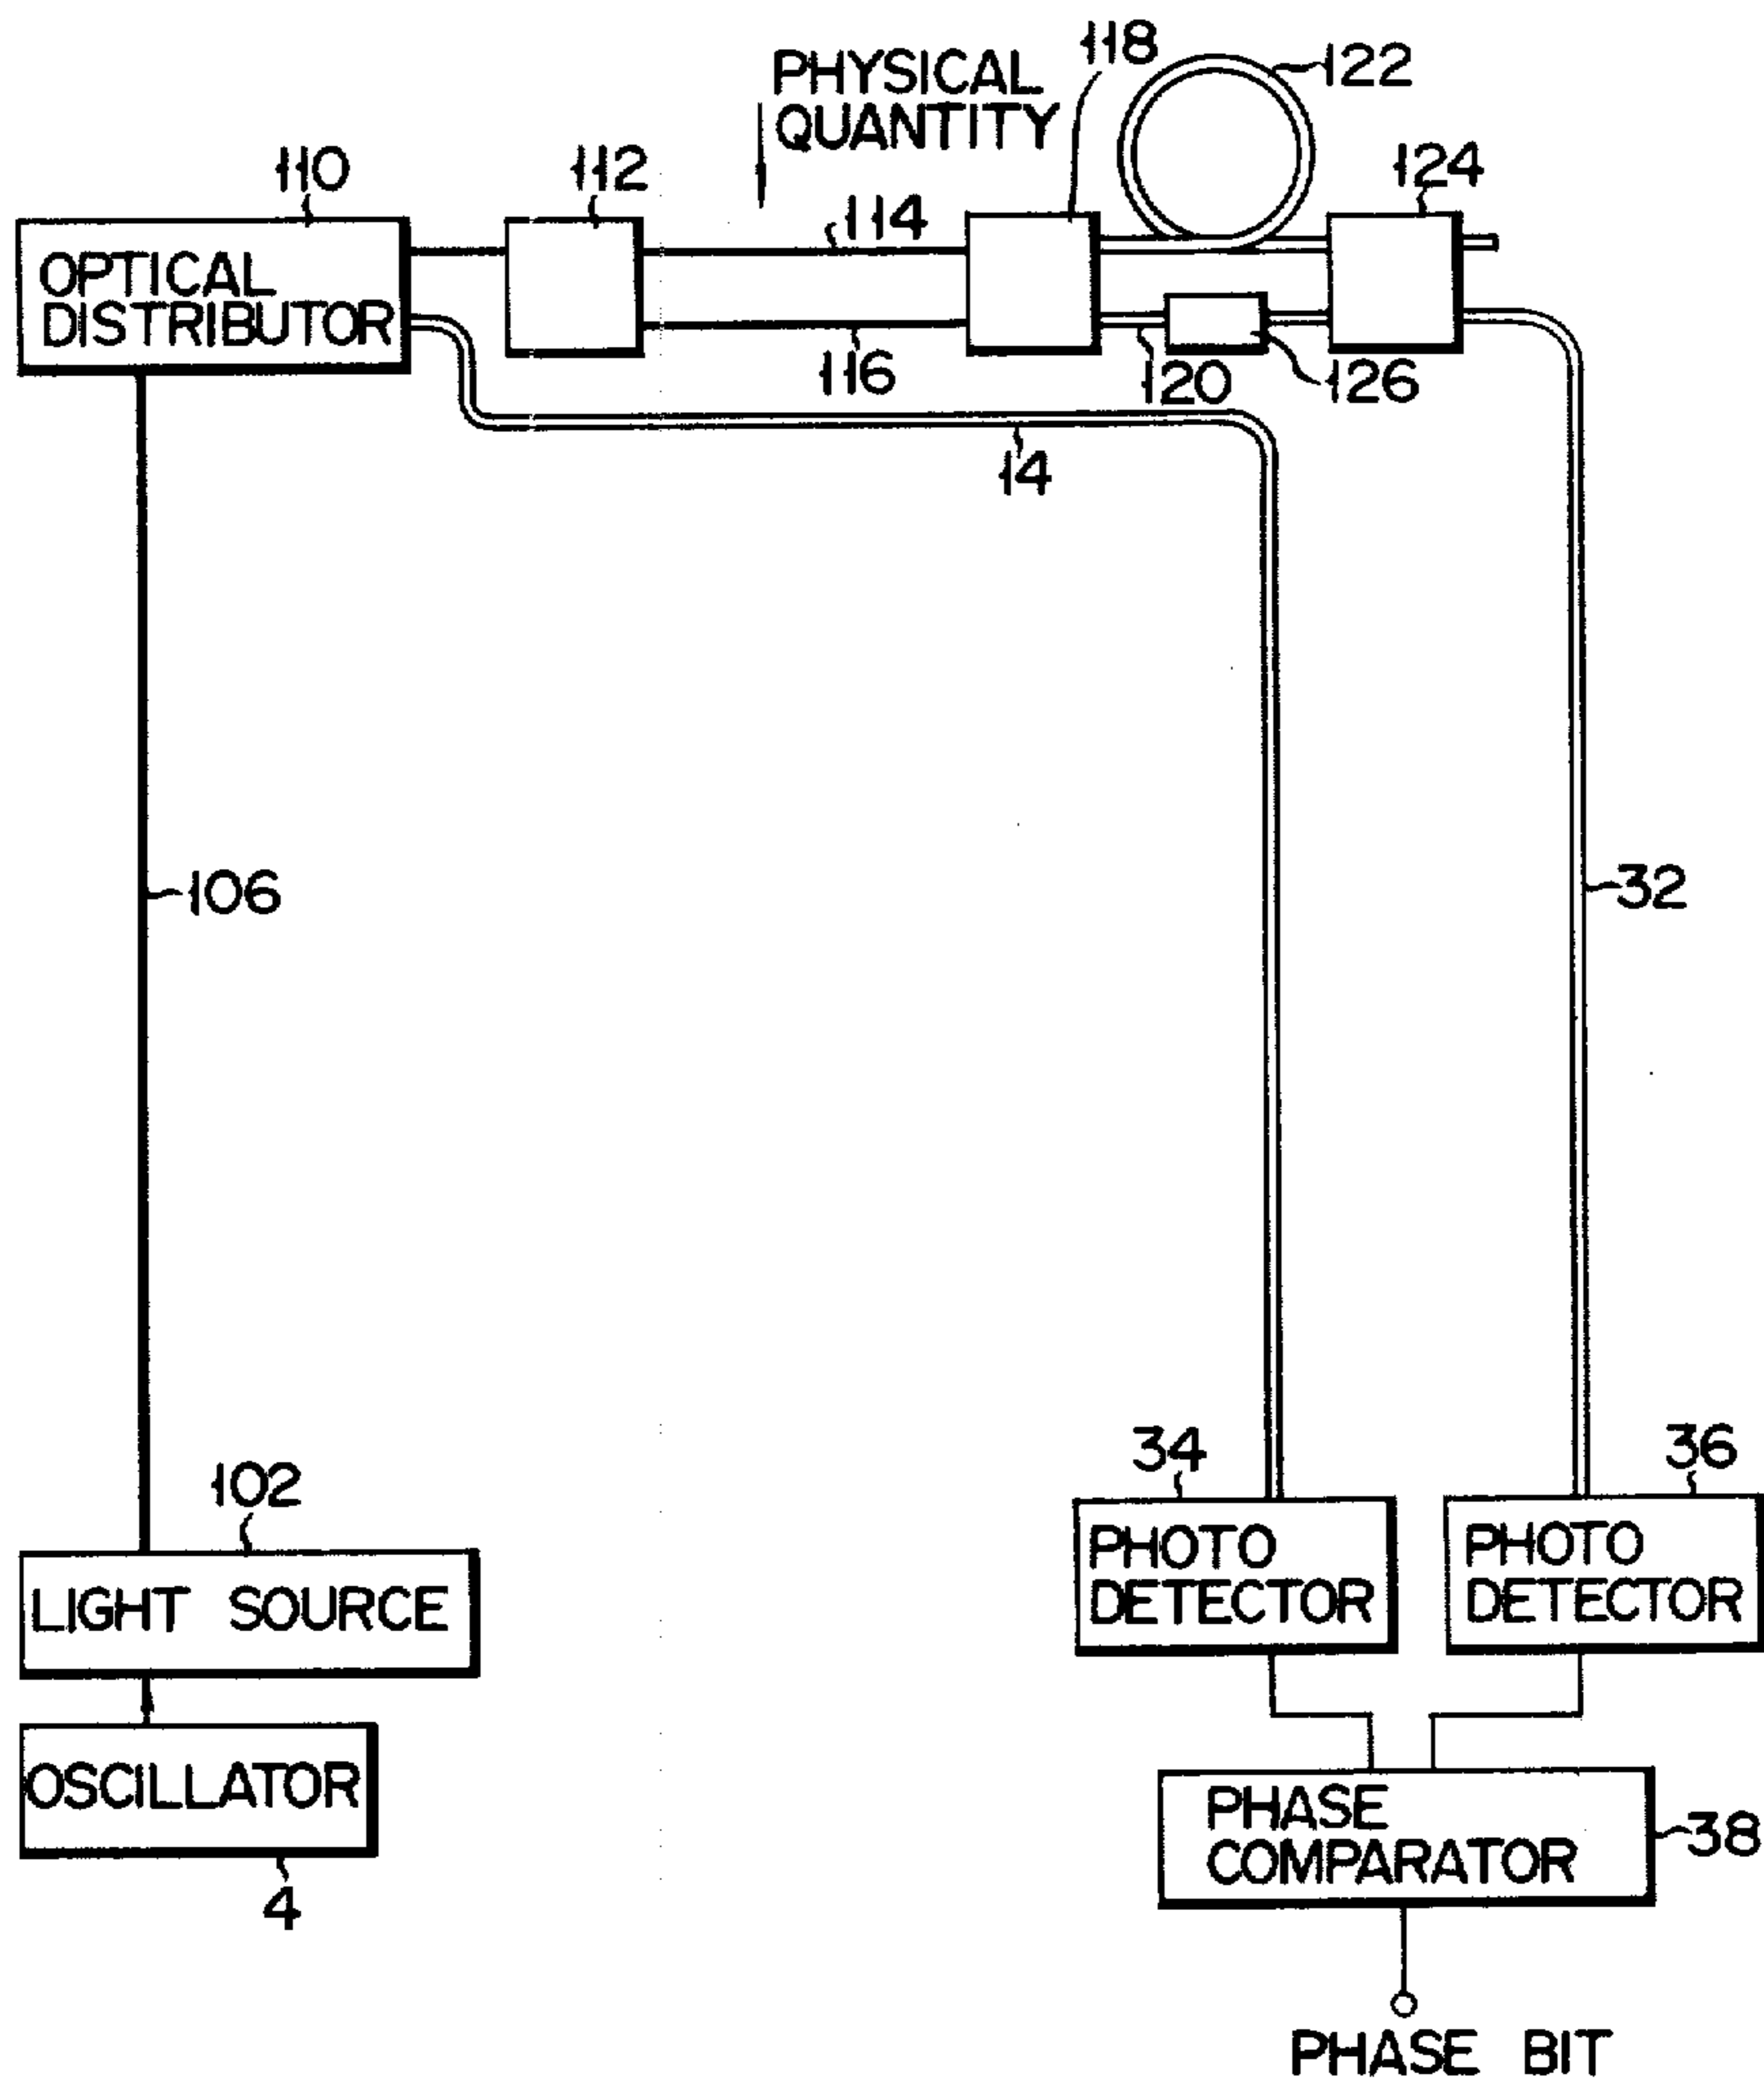 PHYSICAL
QUANTITY
118
122
110
112
114
124
OPTICAL
DISTRIBUTOR
116
120
126
14
106
32
102
34
36
LIGHT SOURCE
PHOTO
DETECTOR
PHOTO
DETECTOR
OSCILLATOR
4
PHASE
COMPARATOR
38
PHASE BIT